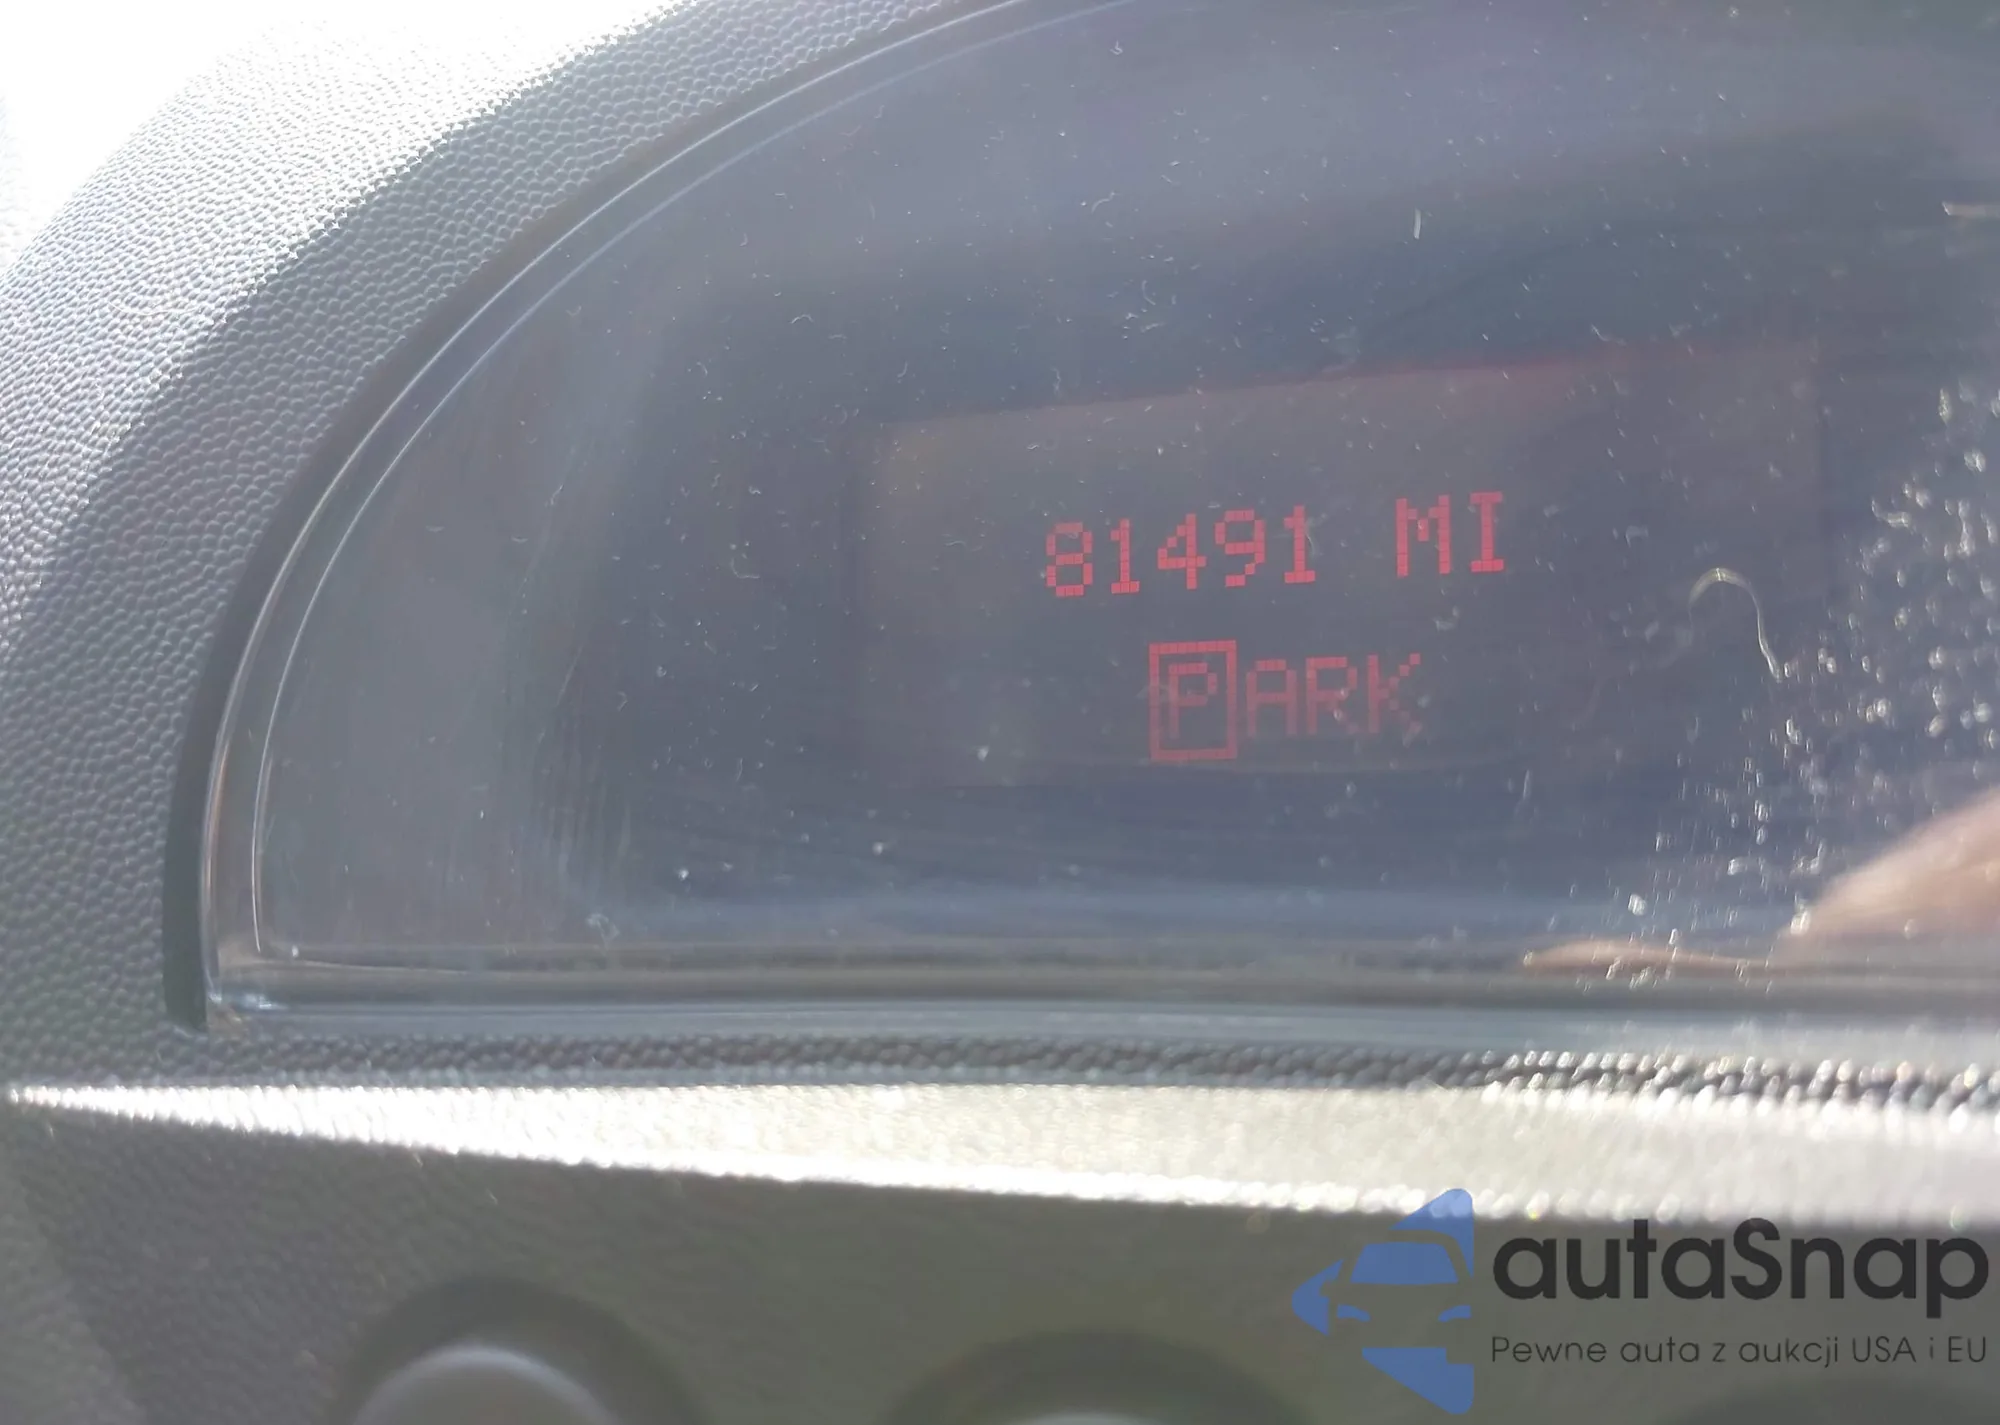 81491 MI
PARK
autaSnap
Pewne auta z aukcji USA i EU